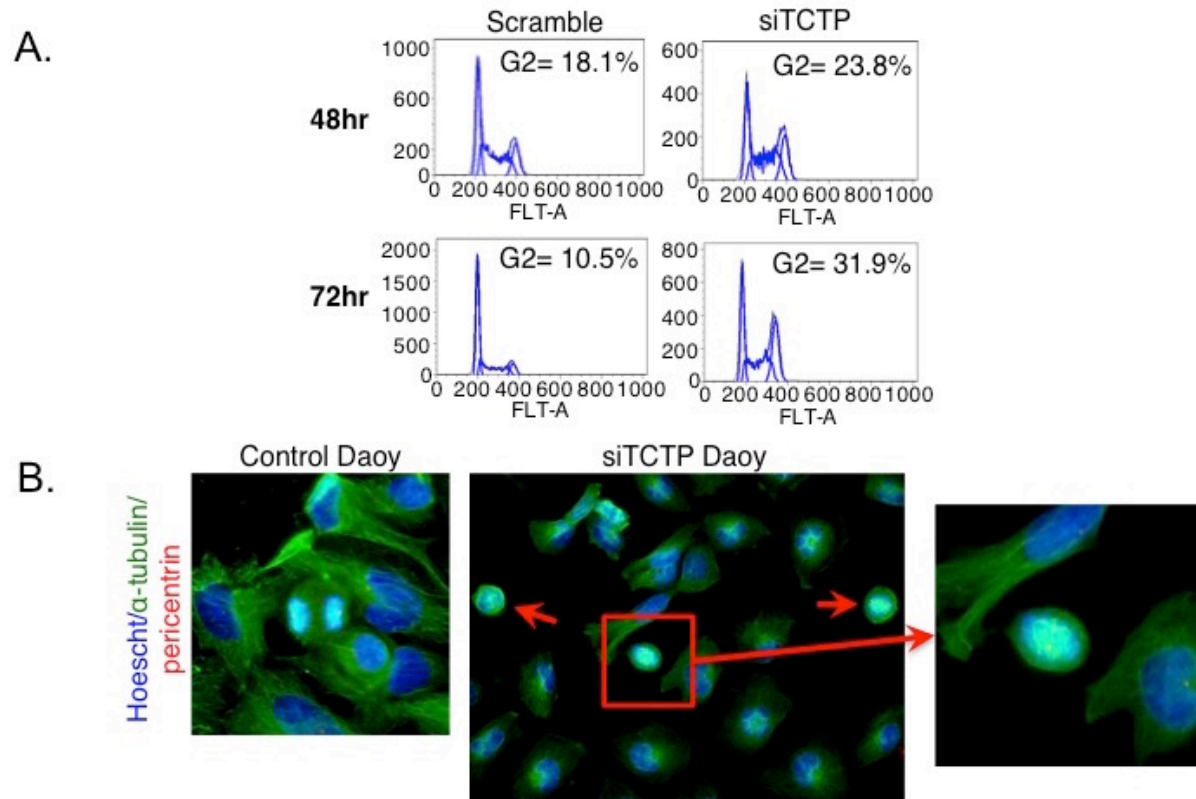 A.
Scramble
siTCTP
48hr
G2= 18.1%
1000
600
200
0
0 200 400 600 800 1000
FLT-A
G2= 23.8%
600
400
200
0
0 200 400 600 800 1000
FLT-A
72hr
G2= 10.5%
2000
1500
1000
500
0
0 200 400 600 800 1000
FLT-A
G2= 31.9%
800
600
400
200
0
0 200 400 600 800 1000
FLT-A
B.
Control Daoy
siTCTP Daoy
Hoescht/α-tubulin/
pericentrin